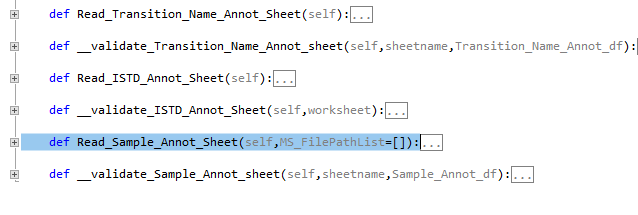 def Read_Transition_Name_Annot_Sheet(self):...
def __validate_Transition_Name_Annot_sheet(self,sheetname,Transition_Name_Annot_df):
def Read_ISTD_Annot_Sheet(self):...
def __validate_ISTD_Annot_Sheet(self,worksheet):...
def Read_Sample_Annot_Sheet(self,MS_FilePathList=[]):...
def __validate_Sample_Annot_sheet(self,sheetname,Sample_Annot_df):...